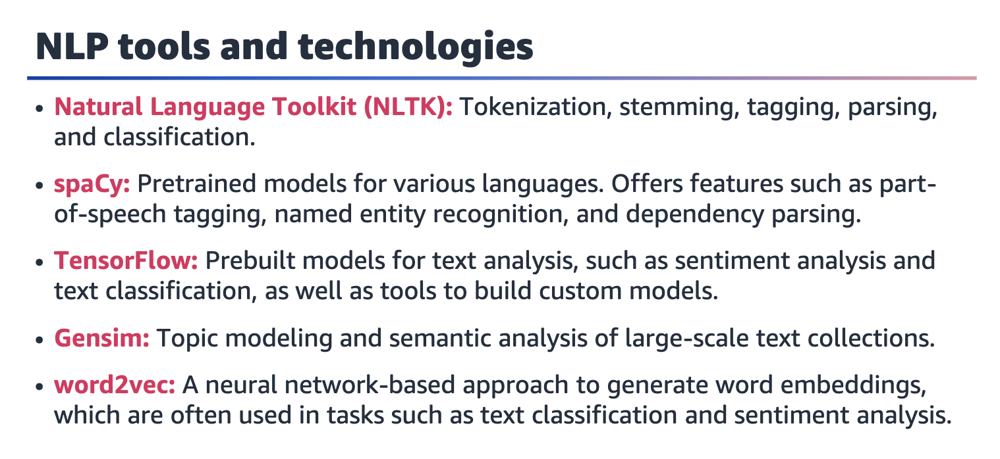 NLP tools and technologies
• Natural Language Toolkit (NLTK): Tokenization, stemming, tagging, parsing,
and classification.
• spaCy: Pretrained models for various languages. Offers features such as part-
of-speech tagging, named entity recognition, and dependency parsing.
• TensorFlow: Prebuilt models for text analysis, such as sentiment analysis and
text classification, as well as tools to build custom models.
• Gensim: Topic modeling and semantic analysis of large-scale text collections.
• word2vec: A neural network-based approach to generate word embeddings,
which are often used in tasks such as text classification and sentiment analysis.